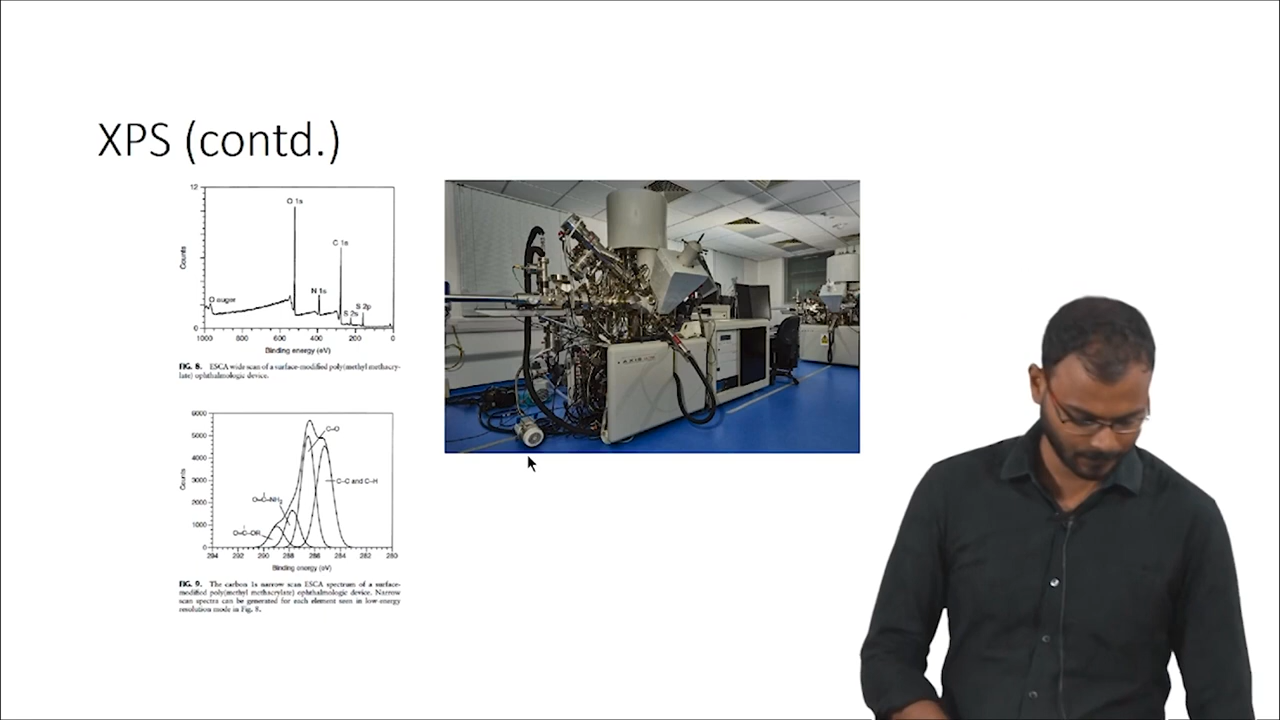 XPS (contd.)
12
O 1s
C 1s
Counts
N 1s
O auger
S 2p
S 2s
0
1000 800 600 400 200 0
Binding energy (eV)
FIG. 8. ESCA wide scan of a surface-modified poly(methyl methacry-
late) ophthalmologic device.
6000
5000
4000
3000
2000
1000
0
Counts
C–O
C–C and C–H
O=C–NH2
O=C–OR
294 292 290 288 286 284 282 280
Binding energy (eV)
FIG. 9. The carbon 1s narrow scan ESCA spectrum of a surface-
modified poly(methyl methacrylate) ophthalmologic device. Narrow
scan spectra can be generated for each element seen in low-energy
resolution mode in Fig. 8.